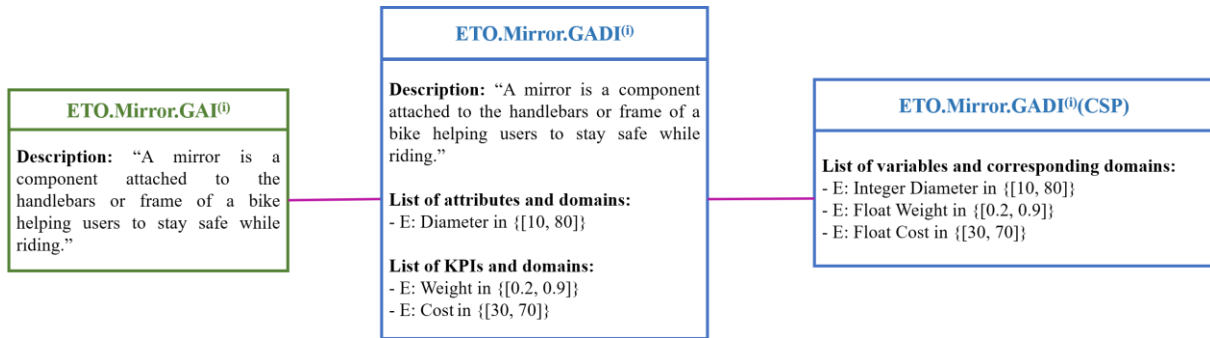 ETO.Mirror.GAI⁽ⁱ⁾
Description: “A mirror is a
component attached to the
handlebars or frame of a bike
helping users to stay safe while
riding.”
ETO.Mirror.GADI⁽ⁱ⁾
Description: “A mirror is a component
attached to the handlebars or frame of a
bike helping users to stay safe while
riding.”
List of attributes and domains:
- E: Diameter in {[10, 80]}
List of KPIs and domains:
- E: Weight in {[0.2, 0.9]}
- E: Cost in {[30, 70]}
ETO.Mirror.GADI⁽ⁱ⁾(CSP)
List of variables and corresponding domains:
- E: Integer Diameter in {[10, 80]}
- E: Float Weight in {[0.2, 0.9]}
- E: Float Cost in {[30, 70]}